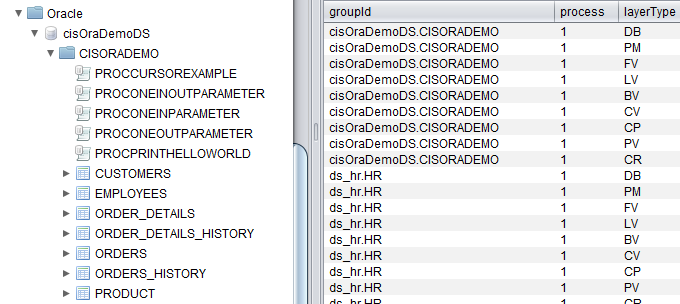 Oracle
cisOraDemoDS
CISORADEMO
PROCCURSOREXAMPLE
PROCONEINOUTPARAMETER
PROCONEINPARAMETER
PROCONEOUTPARAMETER
PROCPRINTHELLOWORLD
CUSTOMERS
EMPLOYEES
ORDER_DETAILS
ORDER_DETAILS_HISTORY
ORDERS
ORDERS_HISTORY
PRODUCT
groupId process layerType
cisOraDemoDS.CISORADEMO 1 DB
cisOraDemoDS.CISORADEMO 1 PM
cisOraDemoDS.CISORADEMO 1 FV
cisOraDemoDS.CISORADEMO 1 LV
cisOraDemoDS.CISORADEMO 1 BV
cisOraDemoDS.CISORADEMO 1 CV
cisOraDemoDS.CISORADEMO 1 CP
cisOraDemoDS.CISORADEMO 1 PV
cisOraDemoDS.CISORADEMO 1 CR
ds_hr.HR 1 DB
ds_hr.HR 1 PM
ds_hr.HR 1 FV
ds_hr.HR 1 LV
ds_hr.HR 1 BV
ds_hr.HR 1 CV
ds_hr.HR 1 CP
ds_hr.HR 1 PV
ds_hr.HR 1 CR